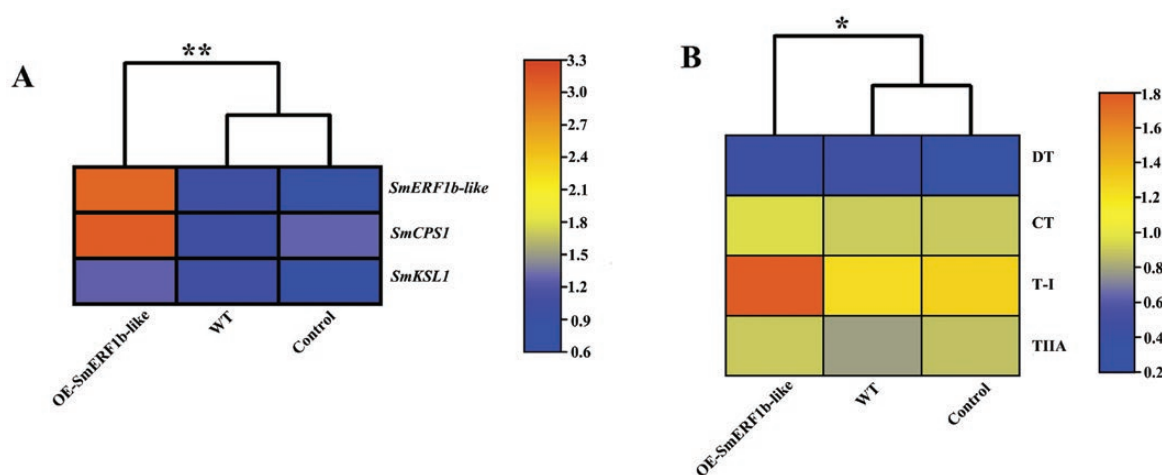 A
**
3.3
3.0
2.7
2.4
2.1
1.8
1.5
1.2
0.9
0.6
SmERF1b-like
SmCPS1
SmKSL1
OE-SmERF1b-like
WT
Control
B
*
1.8
1.6
1.4
1.2
1.0
0.8
0.6
0.4
0.2
DT
CT
T-I
TIIA
OE-SmERF1b-like
WT
Control